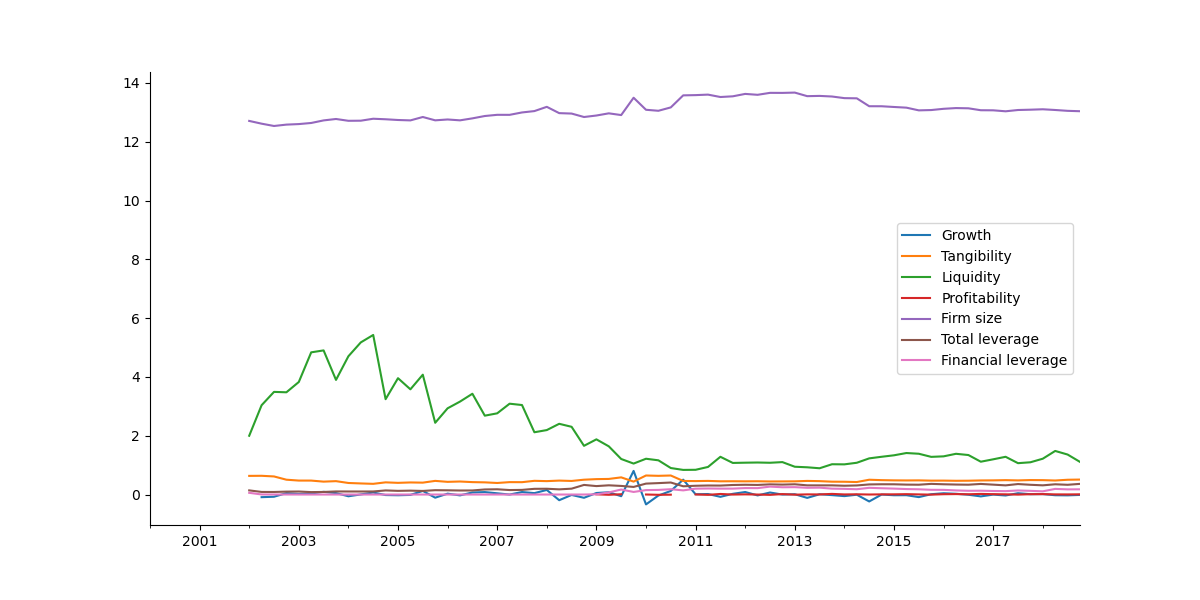 14
12
10
8
6
4
2
0
2001 2003 2005 2007 2009 2011 2013 2015 2017
Growth
Tangibility
Liquidity
Profitability
Firm size
Total leverage
Financial leverage